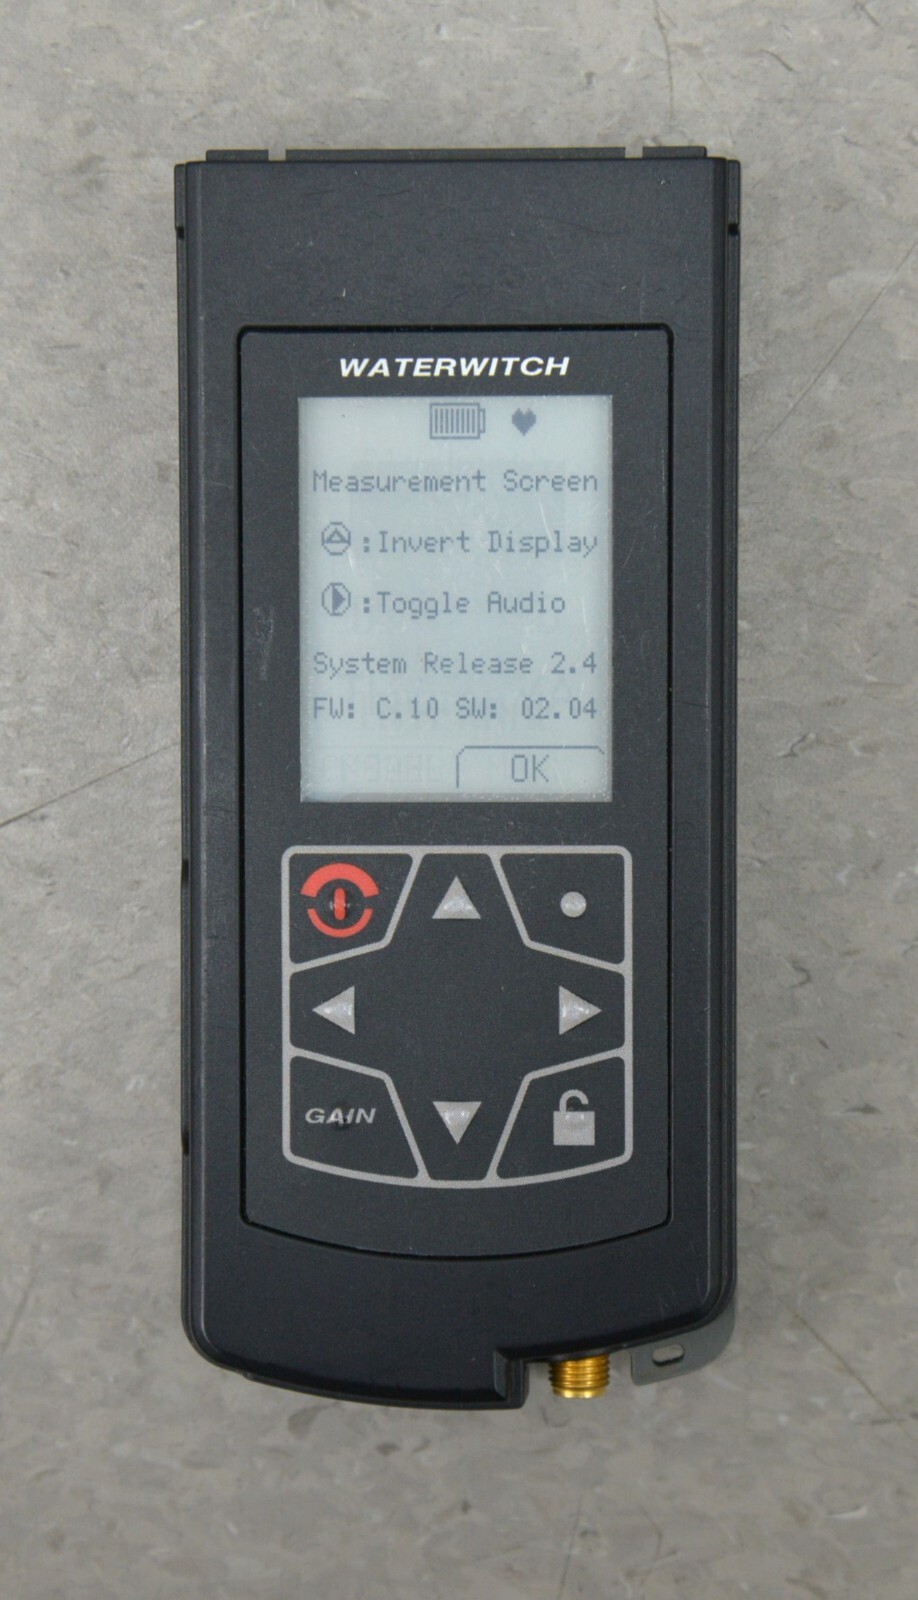 WATERWITCH
Measurement Screen
:Invert Display
:Toggle Audio
System Release 2.4
FW: C.10 SW: 02.04
OK
GAIN